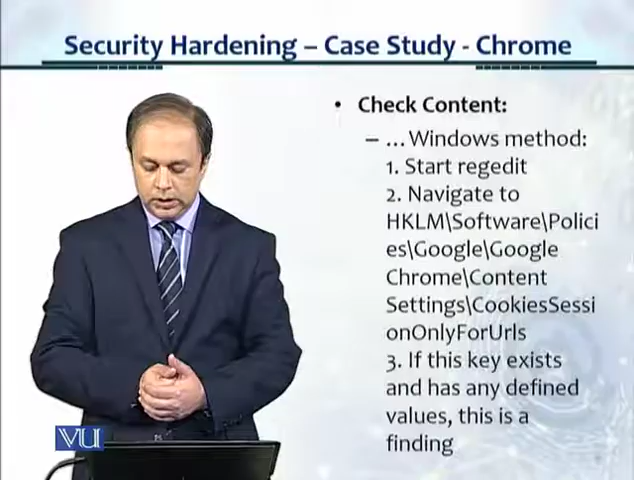 Security Hardening – Case Study - Chrome
• Check Content:
– ...Windows method:
1. Start regedit
2. Navigate to
HKLM\Software\Polici
es\Google\Google
Chrome\Content
Settings\CookiesSessi
onOnlyForUrls
3. If this key exists
and has any defined
values, this is a
finding
VU